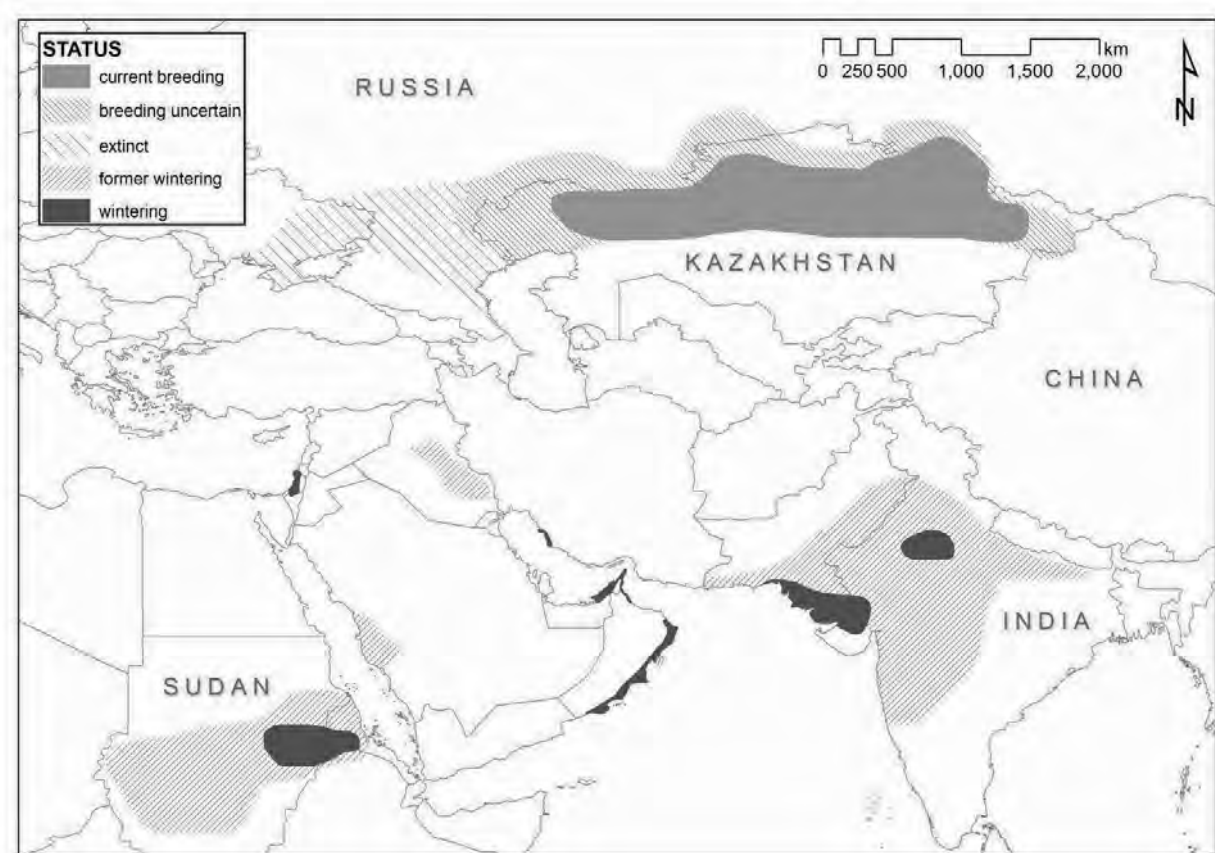 STATUS
current breeding
breeding uncertain
extinct
former wintering
wintering
RUSSIA
km
0 250 500 1,000 1,500 2,000
N
KAZAKHSTAN
CHINA
INDIA
SUDAN